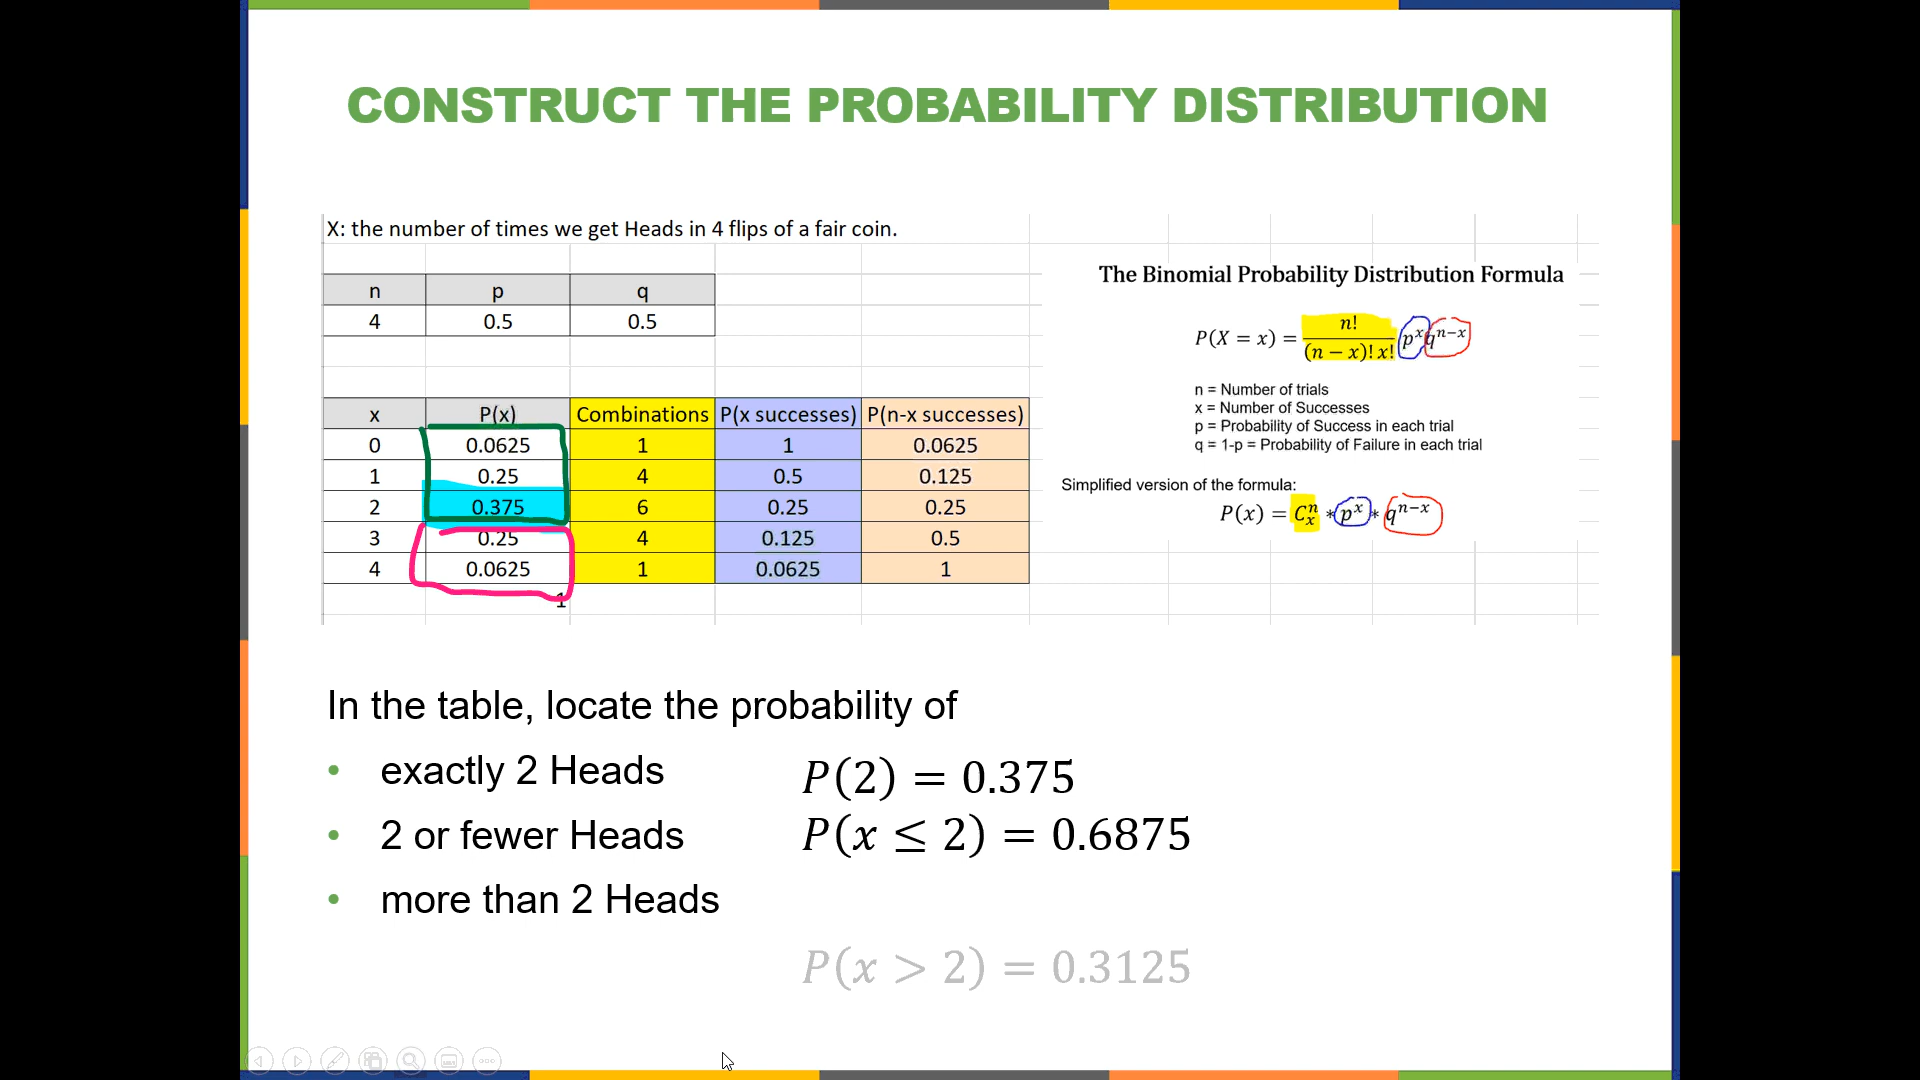 CONSTRUCT THE PROBABILITY DISTRIBUTION
X: the number of times we get Heads in 4 flips of a fair coin.
n p q
4 0.5 0.5
x P(x) Combinations P(x successes) P(n-x successes)
0 0.0625 1 1 0.0625
1 0.25 4 0.5 0.125
2 0.375 6 0.25 0.25
3 0.25 4 0.125 0.5
4 0.0625 1 0.0625 1
1
The Binomial Probability Distribution Formula
P(X = x) = n! / (n − x)! x! pˣqⁿ⁻ˣ
n = Number of trials
x = Number of Successes
p = Probability of Success in each trial
q = 1-p = Probability of Failure in each trial
Simplified version of the formula:
P(x) = Cₓⁿ * pˣ * qⁿ⁻ˣ
In the table, locate the probability of
• exactly 2 Heads P(2) = 0.375
• 2 or fewer Heads P(x ≤ 2) = 0.6875
• more than 2 Heads
P(x > 2) = 0.3125